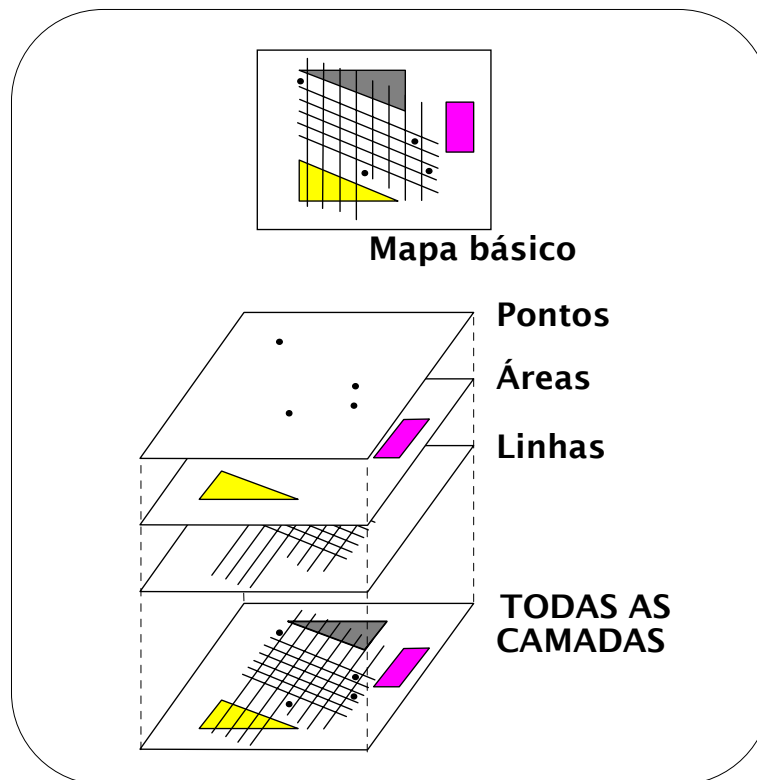 Mapa básico
Pontos
Áreas
Linhas
TODAS AS
CAMADAS